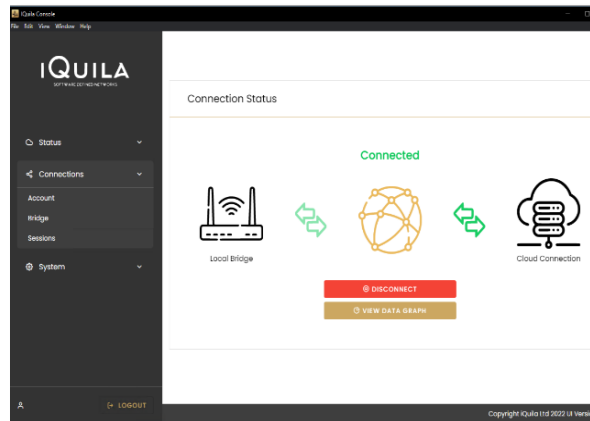 iQuila Console
File Edit View Window Help
IQUILA
SOFTWARE DEFINED NETWORKS
Connection Status
Status
Connected
Connections
Account
Bridge
Sessions
Local Bridge
Cloud Connection
System
DISCONNECT
VIEW DATA GRAPH
LOGOUT
Copyright iQuila Ltd 2022 UI Versio